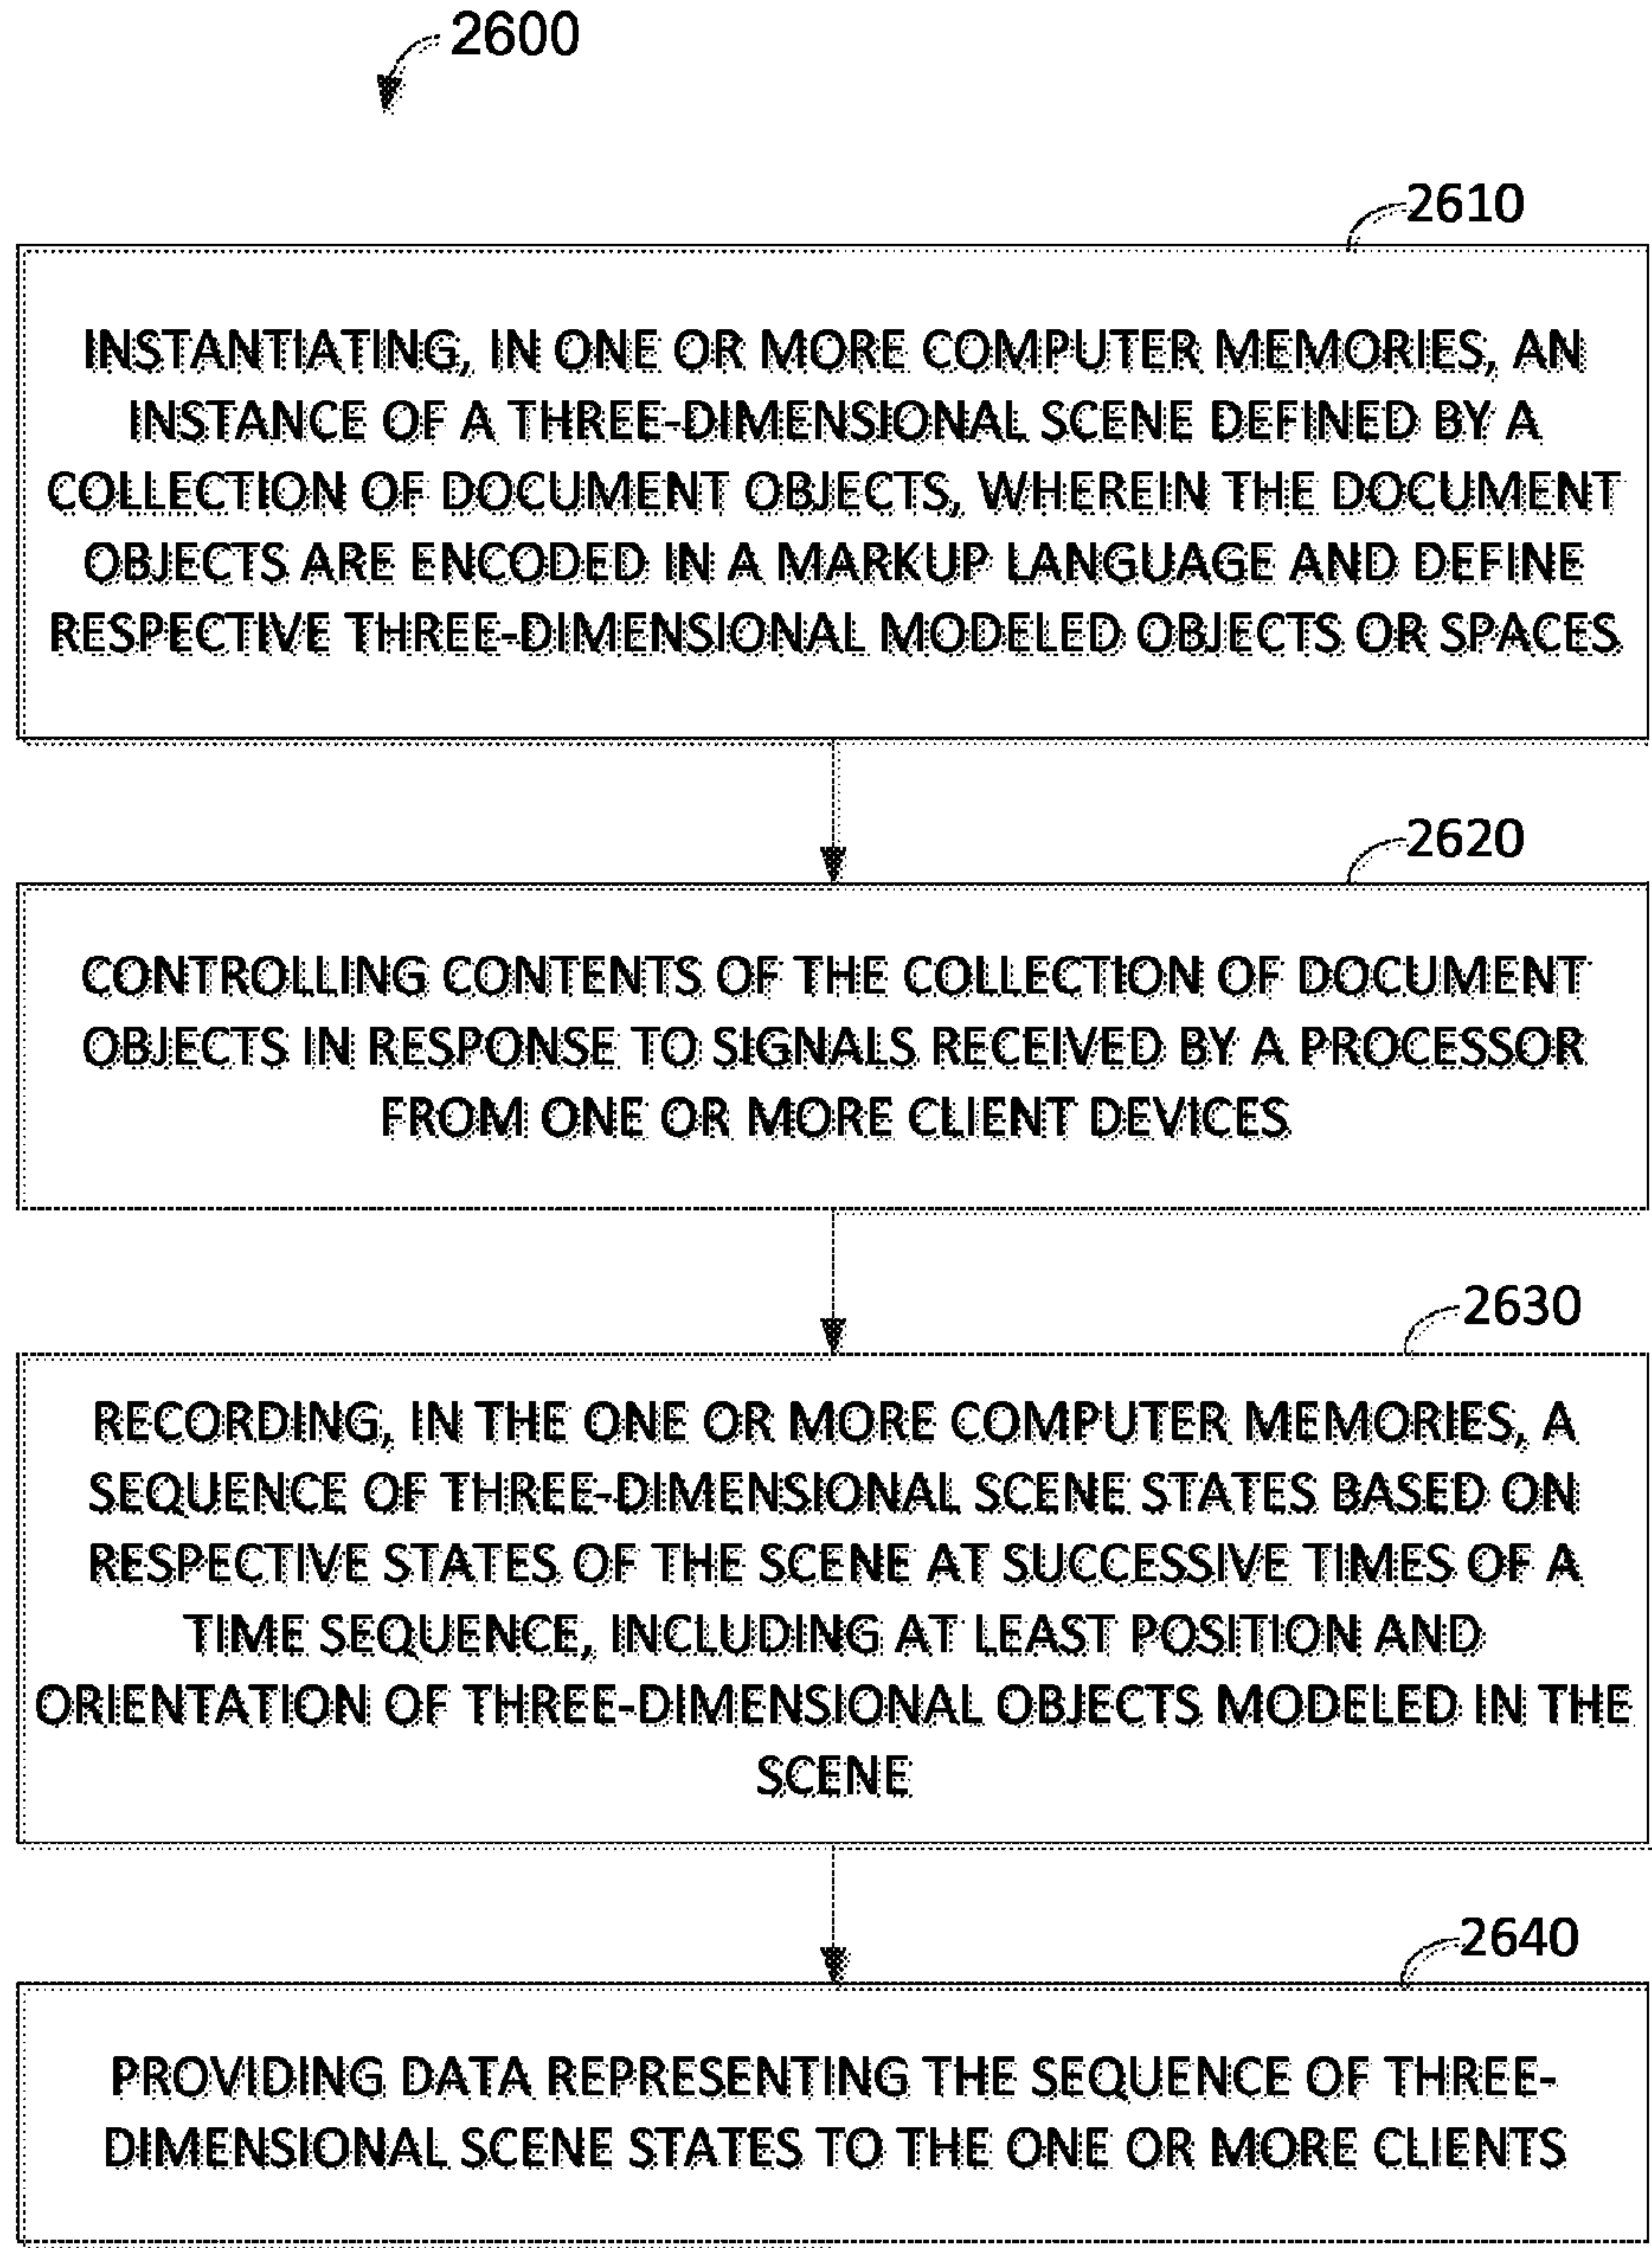 2600
2610
INSTANTIATING, IN ONE OR MORE COMPUTER MEMORIES, AN
INSTANCE OF A THREE-DIMENSIONAL SCENE DEFINED BY A
COLLECTION OF DOCUMENT OBJECTS, WHEREIN THE DOCUMENT
OBJECTS ARE ENCODED IN A MARKUP LANGUAGE AND DEFINE
RESPECTIVE THREE-DIMENSIONAL MODELED OBJECTS OR SPACES
2620
CONTROLLING CONTENTS OF THE COLLECTION OF DOCUMENT
OBJECTS IN RESPONSE TO SIGNALS RECEIVED BY A PROCESSOR
FROM ONE OR MORE CLIENT DEVICES
2630
RECORDING, IN THE ONE OR MORE COMPUTER MEMORIES, A
SEQUENCE OF THREE-DIMENSIONAL SCENE STATES BASED ON
RESPECTIVE STATES OF THE SCENE AT SUCCESSIVE TIMES OF A
TIME SEQUENCE, INCLUDING AT LEAST POSITION AND
ORIENTATION OF THREE-DIMENSIONAL OBJECTS MODELED IN THE
SCENE
2640
PROVIDING DATA REPRESENTING THE SEQUENCE OF THREE-
DIMENSIONAL SCENE STATES TO THE ONE OR MORE CLIENTS